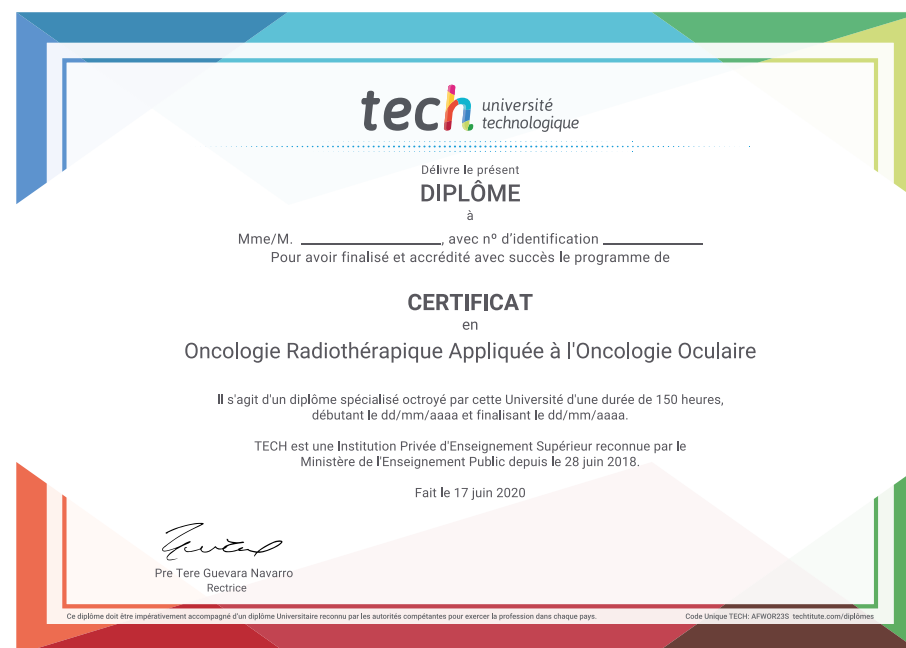 tech université
technologique
Délivre le présent
DIPLÔME
à
Mme/M. ____________________, avec nº d'identification ______________
Pour avoir finalisé et accrédité avec succès le programme de
CERTIFICAT
en
Oncologie Radiothérapique Appliquée à l'Oncologie Oculaire
Il s'agit d'un diplôme spécialisé octroyé par cette Université d'une durée de 150 heures,
débutant le dd/mm/aaaa et finalisant le dd/mm/aaaa.
TECH est une Institution Privée d'Enseignement Supérieur reconnue par le
Ministère de l'Enseignement Public depuis le 28 juin 2018.
Fait le 17 juin 2020
Pre Tere Guevara Navarro
Rectrice
Ce diplôme doit être impérativement accompagné d'un diplôme Universitaire reconnu par les autorités compétantes pour exercer la profession dans chaque pays.
Code Unique TECH: AFWOR23S techtitute.com/diplômes